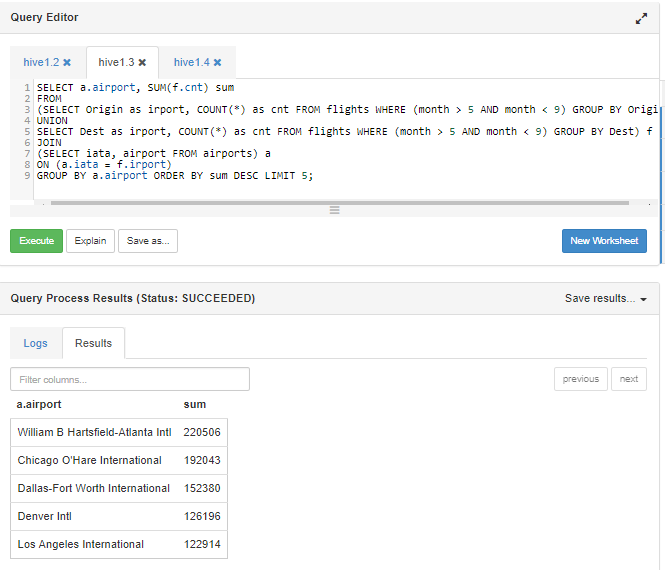 Query Editor
hive1.2 ✖ hive1.3 ✖ hive1.4 ✖
1 SELECT a.airport, SUM(f.cnt) sum
2 FROM
3 (SELECT Origin as irport, COUNT(*) as cnt FROM flights WHERE (month > 5 AND month < 9) GROUP BY Origi
4 UNION
5 SELECT Dest as irport, COUNT(*) as cnt FROM flights WHERE (month > 5 AND month < 9) GROUP BY Dest) f
6 JOIN
7 (SELECT iata, airport FROM airports) a
8 ON (a.iata = f.irport)
9 GROUP BY a.airport ORDER BY sum DESC LIMIT 5;
Execute Explain Save as... New Worksheet
Query Process Results (Status: SUCCEEDED) Save results...
Logs Results
Filter columns... previous next
a.airport sum
William B Hartsfield-Atlanta Intl 220506
Chicago O'Hare International 192043
Dallas-Fort Worth International 152380
Denver Intl 126196
Los Angeles International 122914